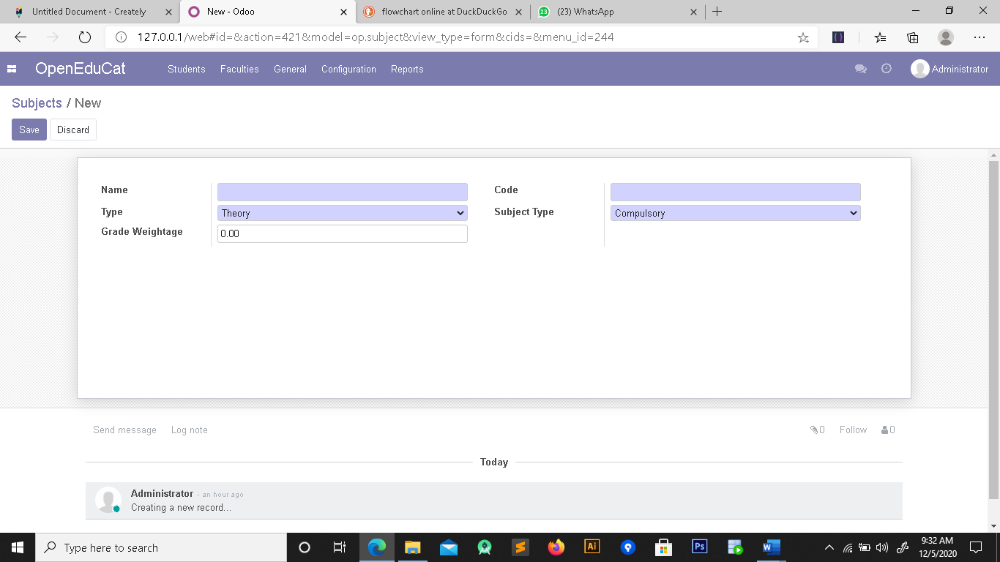 Untitled Document - Creately
New - Odoo
flowchart online at DuckDuckGo
23
(23) WhatsApp
127.0.0.1/web#id=&action=421&model=op.subject&view_type=form&cids=&menu_id=244
OpenEduCat
Students
Faculties
General
Configuration
Reports
Administrator
Subjects / New
Save
Discard
Name
Code
Type
Theory
Subject Type
Compulsory
Grade Weightage
0.00
Send message
Log note
0
Follow
0
Today
Administrator - an hour ago
Creating a new record...
Type here to search
Ai
Ps
W
9:32 AM
12/5/2020